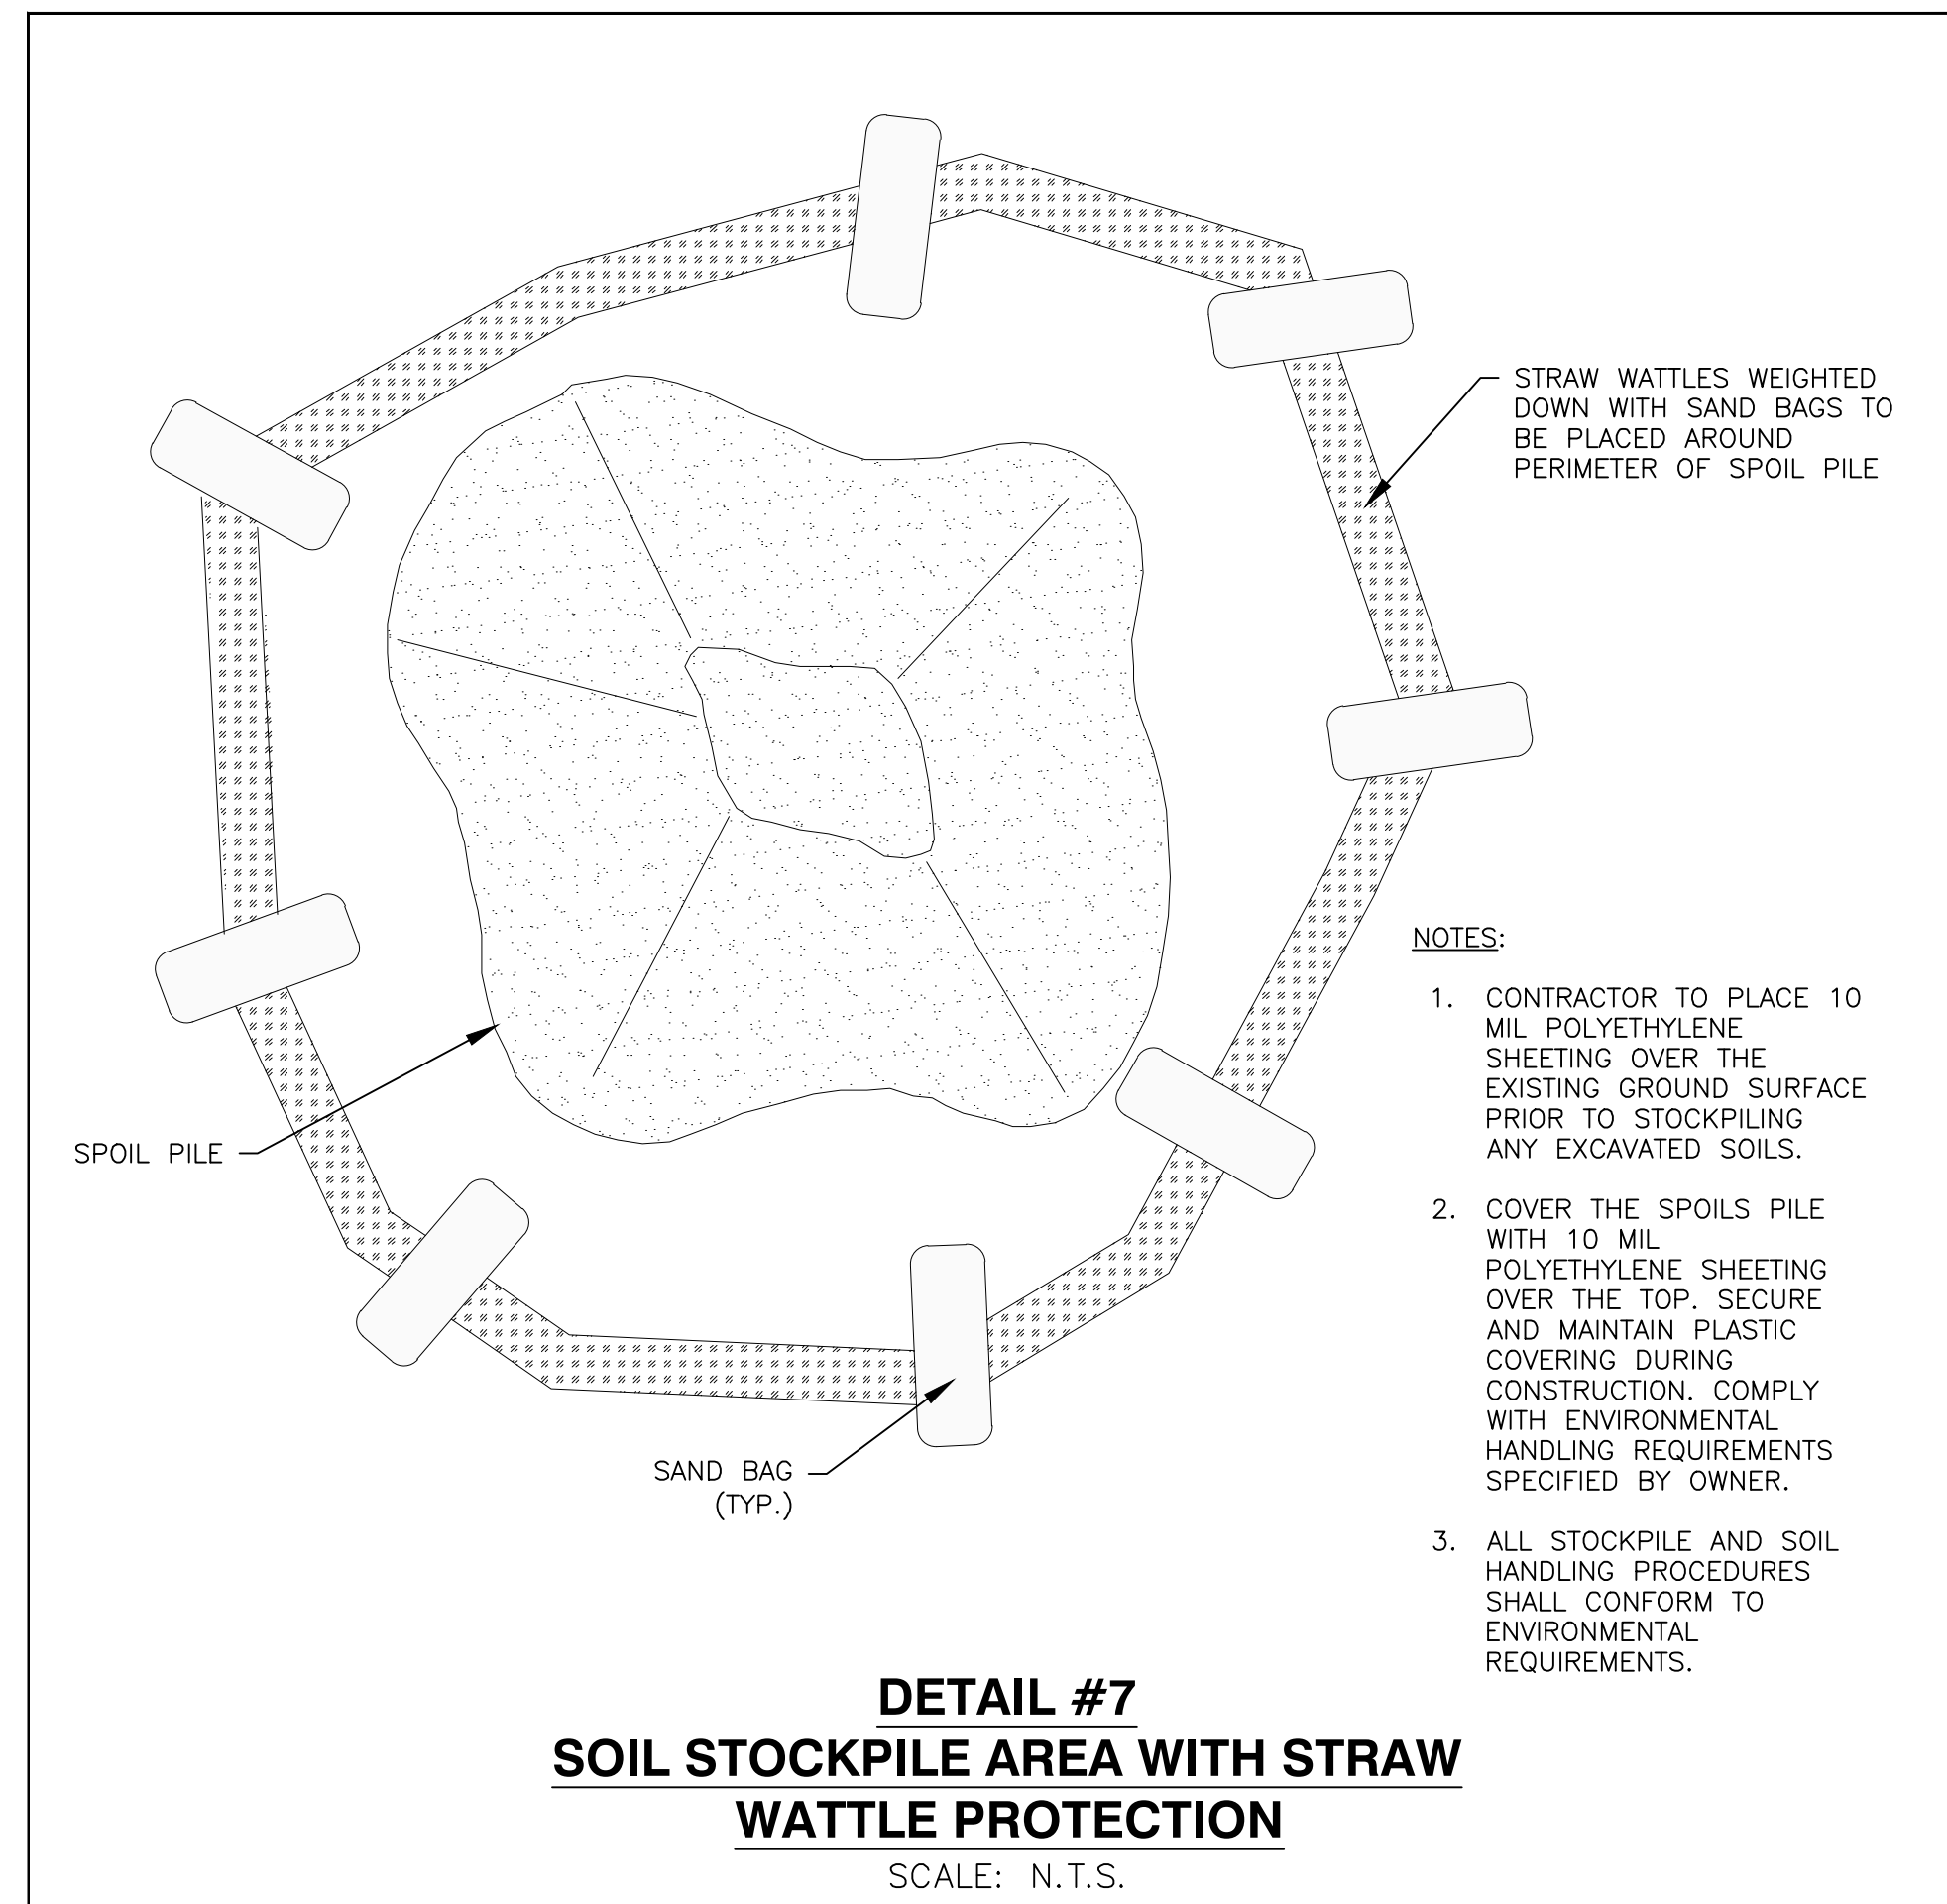 STRAW WATTLES WEIGHTED
DOWN WITH SAND BAGS TO
BE PLACED AROUND
PERIMETER OF SPOIL PILE
NOTES:
1. CONTRACTOR TO PLACE 10
MIL POLYETHYLENE
SHEETING OVER THE
EXISTING GROUND SURFACE
PRIOR TO STOCKPILING
ANY EXCAVATED SOILS.
2. COVER THE SPOILS PILE
WITH 10 MIL
POLYETHYLENE SHEETING
OVER THE TOP. SECURE
AND MAINTAIN PLASTIC
COVERING DURING
CONSTRUCTION. COMPLY
WITH ENVIRONMENTAL
HANDLING REQUIREMENTS
SPECIFIED BY OWNER.
3. ALL STOCKPILE AND SOIL
HANDLING PROCEDURES
SHALL CONFORM TO
ENVIRONMENTAL
REQUIREMENTS.
SPOIL PILE
SAND BAG
(TYP.)
DETAIL #7
SOIL STOCKPILE AREA WITH STRAW
WATTLE PROTECTION
SCALE: N.T.S.